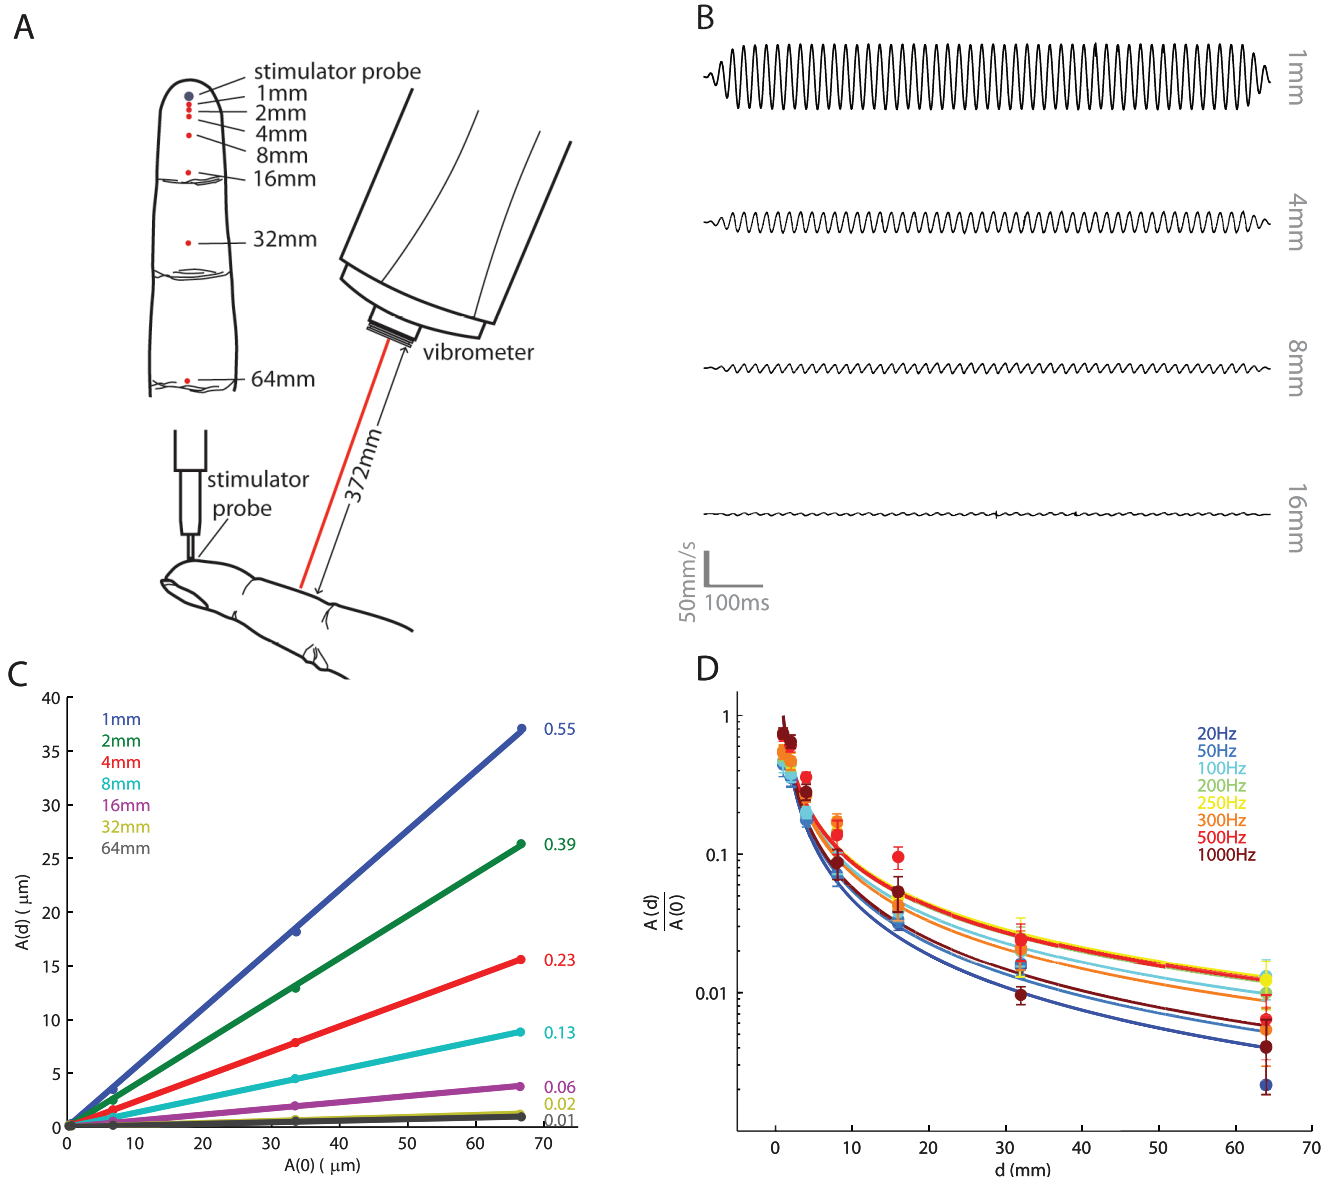 A
stimulator probe
1mm
2mm
4mm
8mm
16mm
32mm
64mm
vibrometer
372mm
stimulator
probe
B
1mm
4mm
8mm
16mm
50mm/s
100ms
C
40
35
30
25
20
15
10
5
0
A(d) ( μm)
1mm
2mm
4mm
8mm
16mm
32mm
64mm
0.55
0.39
0.23
0.13
0.06
0.02
0.01
0 10 20 30 40 50 60 70
A(0) ( μm)
D
1
0.1
0.01
A(d)
A(0)
20Hz
50Hz
100Hz
200Hz
250Hz
300Hz
500Hz
1000Hz
0 10 20 30 40 50 60 70
d (mm)